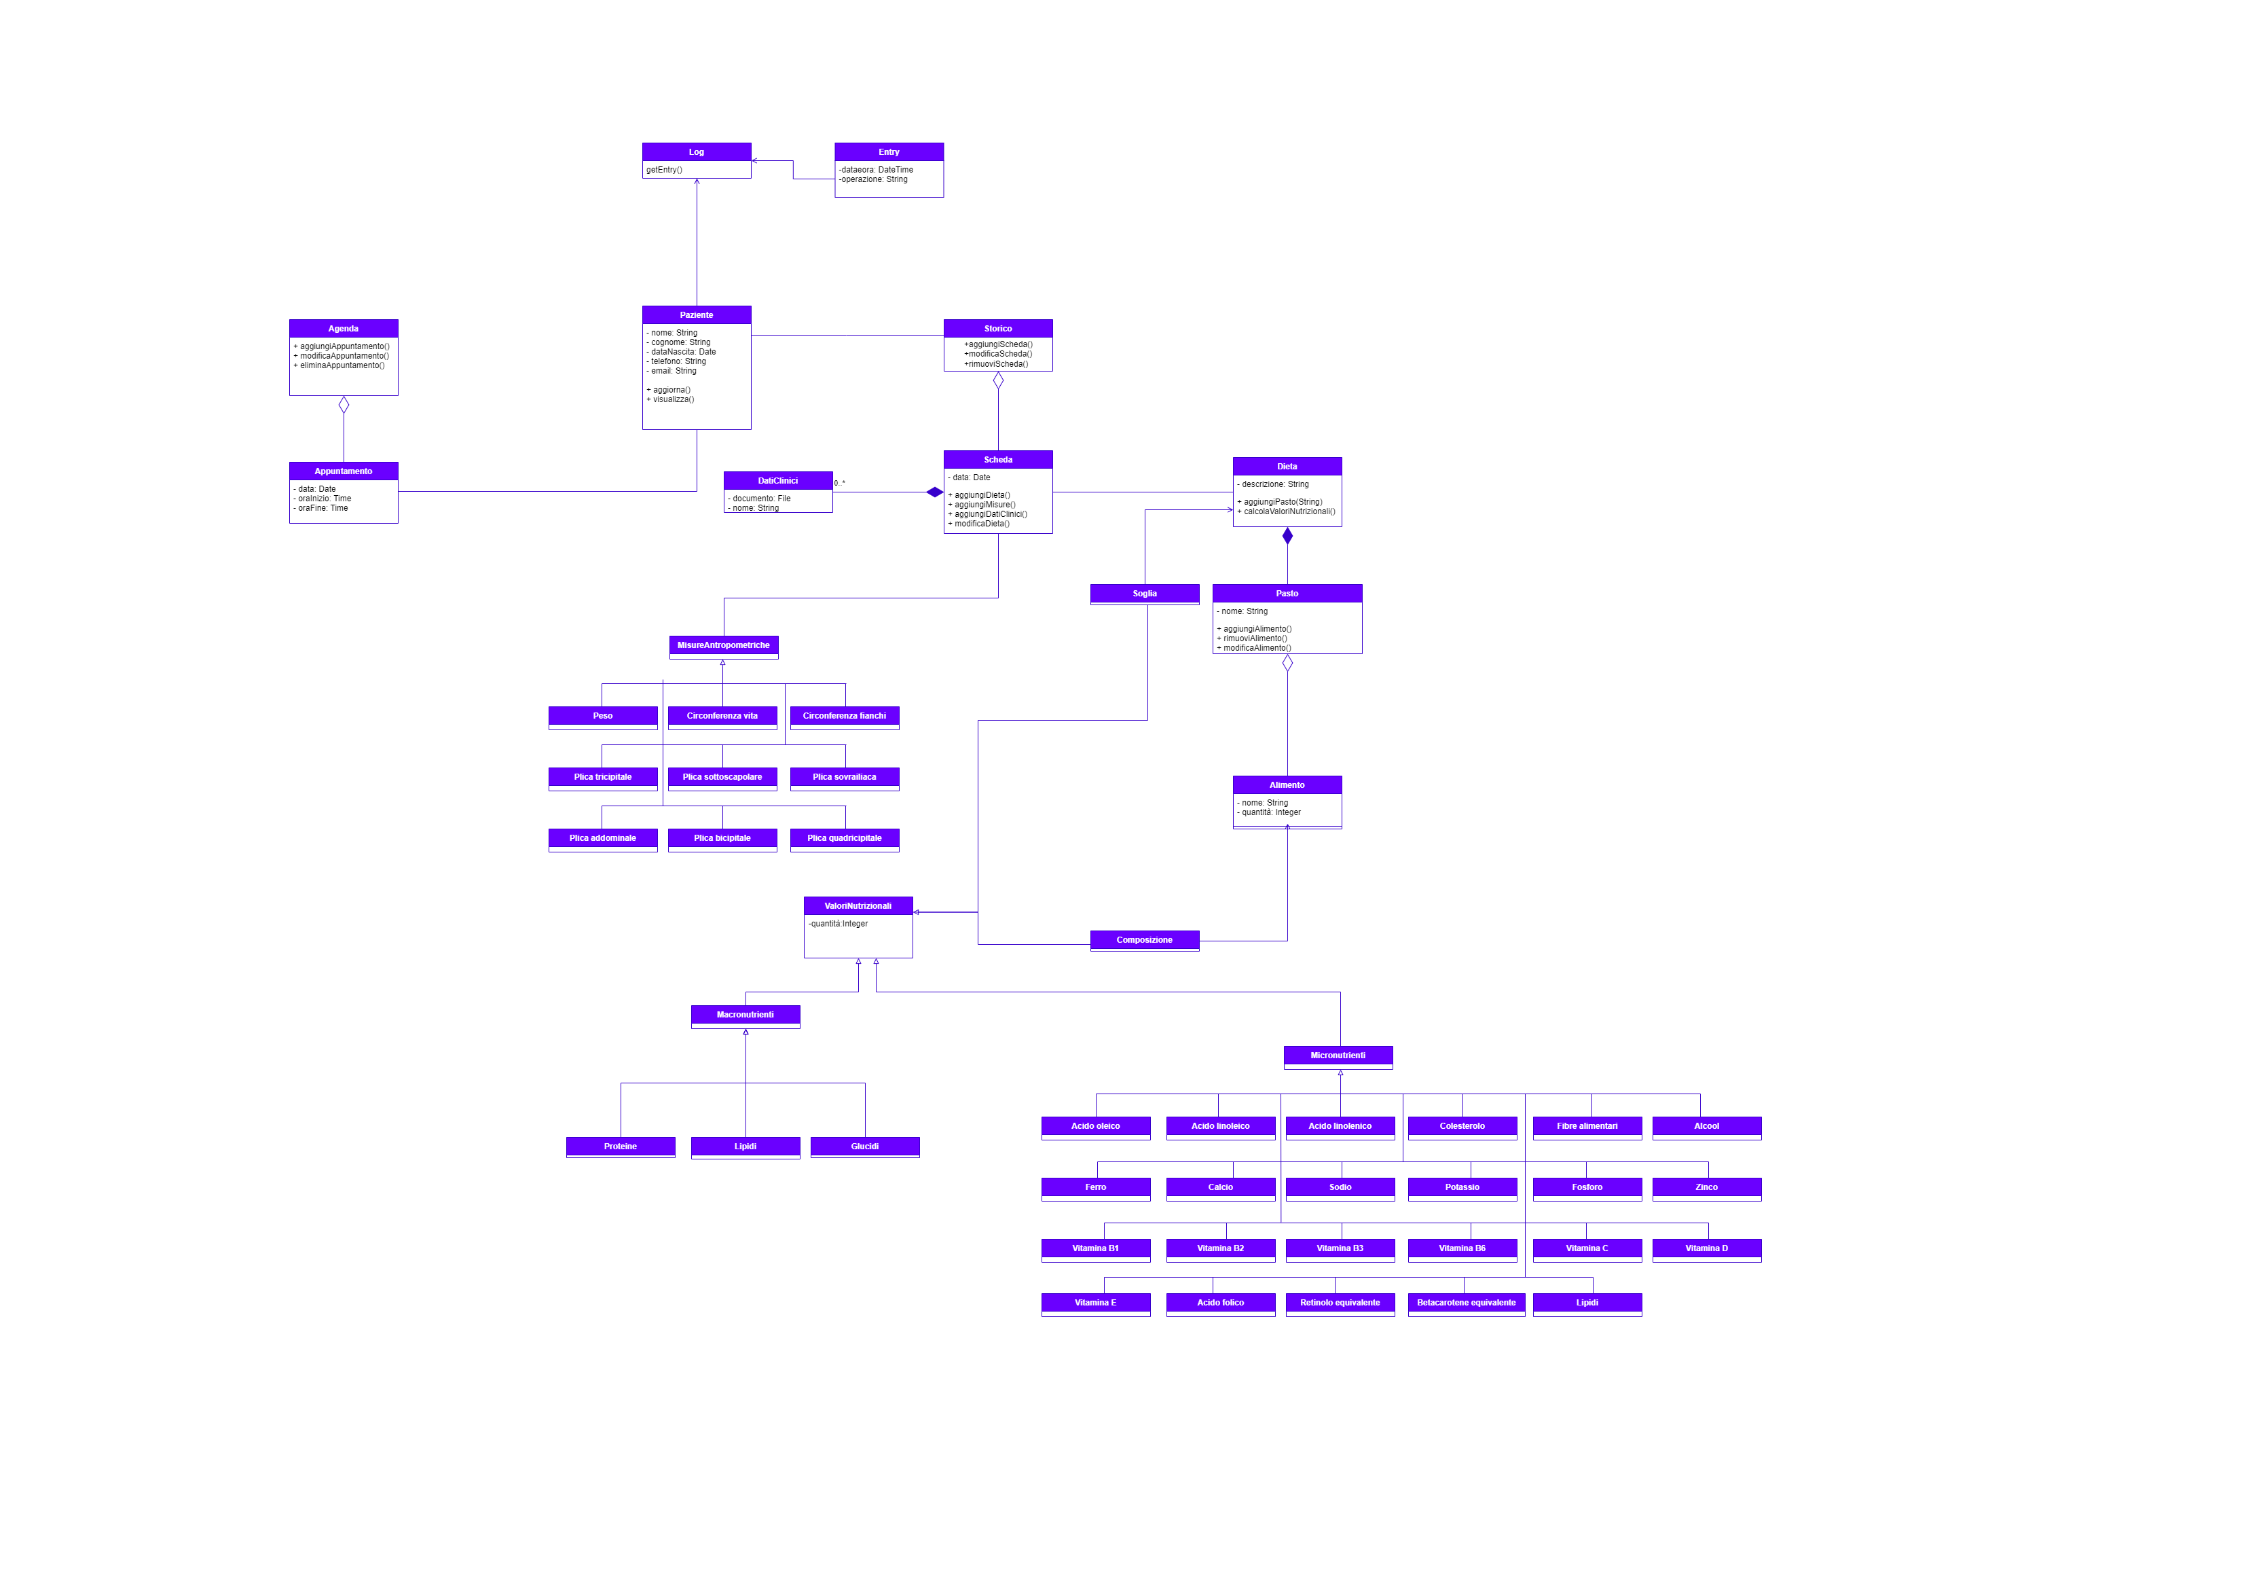 Log
getEntry()
Entry
-dataeora: DateTime
-operazione: String
Agenda
+ aggiungiAppuntamento()
+ modificaAppuntamento()
+ eliminaAppuntamento()
Paziente
- nome: String
- cognome: String
- dataNascita: Date
- telefono: String
- email: String
+ aggiorna()
+ visualizza()
Storico
+aggiungiScheda()
+modificaScheda()
+rimuoviScheda()
Appuntamento
- data: Date
- oraInizio: Time
- oraFine: Time
DatiClinici
- documento: File
- nome: String
0..*
Scheda
- data: Date
+ aggiungiDieta()
+ aggiungiMisure()
+ aggiungiDatiClinici()
+ modificaDieta()
Dieta
- descrizione: String
+ aggiungiPasto(String)
+ calcolaValoriNutrizionali()
Soglia
Pasto
- nome: String
+ aggiungiAlimento()
+ rimuoviAlimento()
+ modificaAlimento()
MisureAntropometriche
Peso
Circonferenza vita
Circonferenza fianchi
Plica tricipitale
Plica sottoscapolare
Plica sovrailiaca
Plica addominale
Plica bicipitale
Plica quadricipitale
Alimento
- nome: String
- quantità: Integer
ValoriNutrizionali
-quantità:Integer
Composizione
Macronutrienti
Micronutrienti
Proteine
Lipidi
Glucidi
Acido oleico
Acido linoleico
Acido linolenico
Colesterolo
Fibre alimentari
Alcool
Ferro
Calcio
Sodio
Potassio
Fosforo
Zinco
Vitamina B1
Vitamina B2
Vitamina B3
Vitamina B6
Vitamina C
Vitamina D
Vitamina E
Acido folico
Retinolo equivalente
Betacarotene equivalente
Lipidi